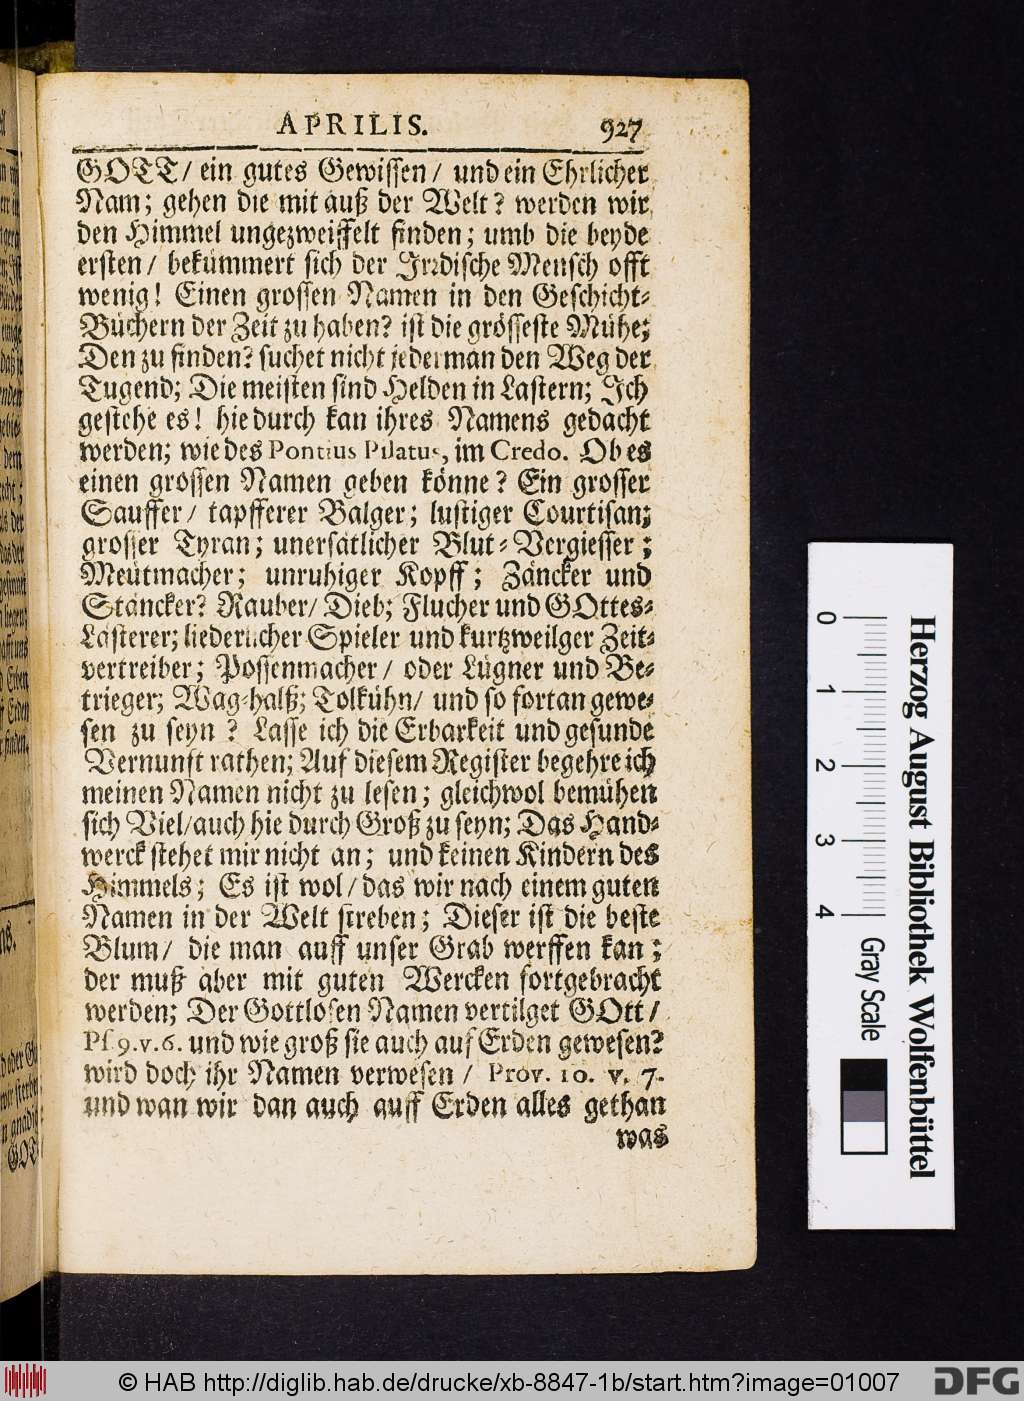 APRILIS. 927
GOTT/ ein gutes Gewissen/ und ein Ehrlicher
Nam; gehen die mit auß der Welt? werden wir
den Himmel ungezweiffelt finden; umb die beyde
ersten/ bekümmert sich der Irrdische Mensch offt
wenig! Einen grossen Namen in den Geschicht-
Büchern der Zeit zu haben? ist die grösseste Mühe;
Den zu finden? suchet nicht jederman den Weg der
Tugend; Die meisten sind Helden in Lastern; Ich
gestehe es! hiedurch kan ihres Namens gedacht
werden; wie des Pontius Pilatus, im Credo. Ob es
einen grossen Namen geben könne? Ein grosser
Sauffer/ tapfferer Balger; lustiger Courtisan;
grosser Tyran; unersätlicher Blut-Vergiesser;
Meütmacher; unruhiger Kopff; Zäncker und
Stäncker? Rauber/ Dieb; Flucher und GOttes-
Lästerer; liederlicher Spieler und kurtzweilger Zeit-
vertreiber; Possenmacher/ oder Lügner und Be-
trieger; Wag-halß; Tolkühn/ und so fortan gewe-
sen zu seyn? Lasse ich die Erbarkeit und gesunde
Vernunft rathen; Auf diesem Register begehre ich
meinen Namen nicht zu lesen; gleichwol bemühen
sich Viel/ auch hiedurch Groß zu seyn; Das Hand-
werck stehet mir nicht an; und keinen Kindern des
Himmels; Es ist wol/ das wir nach einem guten
Namen in der Welt streben; Dieser ist die beste
Blum/ die man auff unser Grab werffen kan;
der muß aber mit guten Wercken fortgebracht
werden; Der Gottlosen Namen vertilget GOtt/
Ps 9. v. 6. und wie groß sie auch auf Erden gewesen?
wird doch ihr Namen verwesen/ Prov. 10. v. 7.
und wan wir dan auch auff Erden alles gethan
was
0 1 2 3 4
Gray Scale
Herzog August Bibliothek Wolfenbüttel
© HAB http://diglib.hab.de/drucke/xb-8847-1b/start.htm?image=01007
DFG